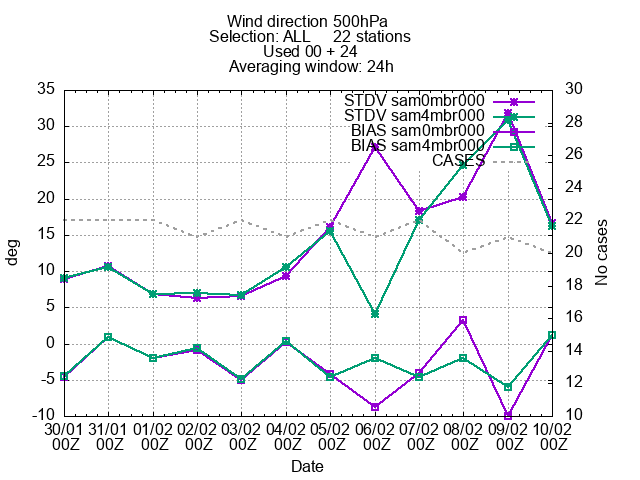 Wind direction 500hPa
Selection: ALL 22 stations
Used 00 + 24
Averaging window: 24h
STDV sam0mbr000
STDV sam4mbr000
BIAS sam0mbr000
BIAS sam4mbr000
CASES
35
30
25
20
15
10
5
0
-5
-10
deg
30
28
26
24
22
20
18
16
14
12
10
No cases
30/01 31/01 01/02 02/02 03/02 04/02 05/02 06/02 07/02 08/02 09/02 10/02
00Z 00Z 00Z 00Z 00Z 00Z 00Z 00Z 00Z 00Z 00Z 00Z
Date